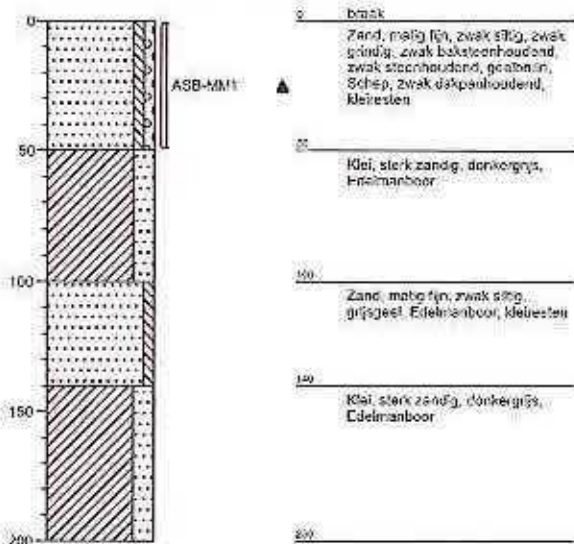 0
50
100
150
200
ASB-MM1
0
braak
Zand, matig fijn, zwak siltig, zwak
grindig, zwak baksteenhoudend,
zwak steenhoudend,
Schep, zwak dakpanhoudend,
kleiresten
50
Klei, sterk zandig, donkergrijs,
Edelmanboor
100
Zand, matig fijn, zwak siltig,
grijsgeel, Edelmanboor, kleiresten
140
Klei, sterk zandig, donkergrijs,
Edelmanboor
200